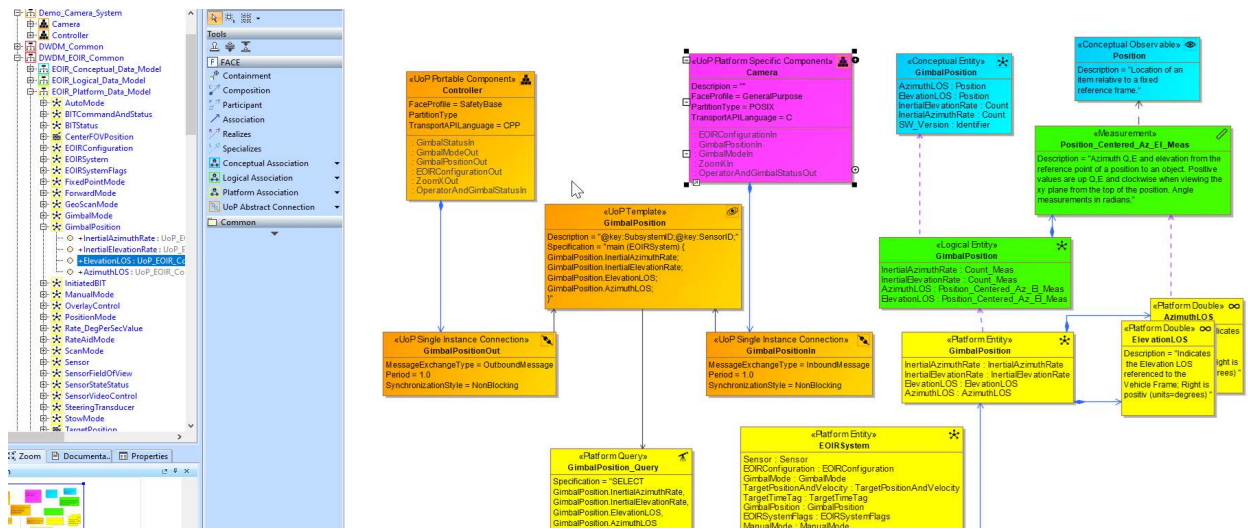 Demo_Camera_System
Camera
Controller
DWDM_Common
DWDM_EOIR_Common
EOIR_Conceptual_Data_Model
EOIR_Logical_Data_Model
EOIR_Platform_Data_Model
AutoMode
BITCommandAndStatus
BITStatus
CenterFOVPosition
EOIRConfiguration
EOIRSystem
EOIRSystemFlags
FixedPointMode
ForwardMode
GeoScanMode
GimbalMode
GimbalPosition
+InertialAzimuthRate : UoP_E
+InertialElevationRate : UoP_E
+ElevationLOS : UoP_EOIR_Co
+AzimuthLOS : UoP_EOIR_Co
InitiatedBIT
ManualMode
OverlayControl
PositionMode
Rate_DegPerSecValue
RateAidMode
ScanMode
Sensor
SensorFieldOfView
SensorStateStatus
SensorVideoControl
SteeringTransducer
StowMode
TargetPosition
Zoom
Documenta..
Properties
Tools
F FACE
Containment
Composition
Participant
Association
Realizes
Specializes
Conceptual Association
Logical Association
Platform Association
UoP Abstract Connection
Common
«UoP Portable Component»
Controller
FaceProfile = SafetyBase
PartitionType
TransportAPILanguage = CPP
: GimbalStatusIn
: GimbalModeOut
: GimbalPositionOut
: EOIRConfigurationOut
: ZoomXOut
: OperatorAndGimbalStatusIn
«UoP Platform Specific Component»
Camera
Description = ""
FaceProfile = GeneralPurpose
PartitionType = POSIX
TransportAPILanguage = C
: EOIRConfigurationIn
: GimbalPositionIn
: GimbalModeIn
: ZoomXIn
: OperatorAndGimbalStatusOut
«Conceptual Entity»
GimbalPosition
AzimuthLOS : Position
ElevationLOS : Position
InertialElevationRate : Count
InertialAzimuthRate : Count
SW_Version : Identifier
«Conceptual Observable»
Position
Description = "Location of an
item relative to a fixed
reference frame."
«Measurement»
Position_Centered_Az_El_Meas
Description = "Azimuth Q,E and elevation from the
reference point of a position to an object. Positive
values are up Q,E and clockwise when viewing the
xy plane from the top of the position. Angle
measurements in radians."
«UoP Template»
GimbalPosition
Description = "@key:SubsystemID;@key:SensorID;"
Specification = "main (EOIRSystem) {
GimbalPosition.InertialAzimuthRate;
GimbalPosition.InertialElevationRate;
GimbalPosition.ElevationLOS;
GimbalPosition.AzimuthLOS;
}"
«Logical Entity»
GimbalPosition
InertialAzimuthRate : Count_Meas
InertialElevationRate : Count_Meas
AzimuthLOS : Position_Centered_Az_El_Meas
ElevationLOS : Position_Centered_Az_El_Meas
«UoP Single Instance Connection»
GimbalPositionOut
MessageExchangeType = OutboundMessage
Period = 1.0
SynchronizationStyle = NonBlocking
«UoP Single Instance Connection»
GimbalPositionIn
MessageExchangeType = InboundMessage
Period = 1.0
SynchronizationStyle = NonBlocking
«Platform Entity»
GimbalPosition
InertialAzimuthRate : InertialAzimuthRate
InertialElevationRate : InertialElevationRate
ElevationLOS : ElevationLOS
AzimuthLOS : AzimuthLOS
«Platform Double»
AzimuthLOS
«Platform Double»
ElevationLOS
Description = "Indicates
the Elevation LOS
referenced to the
Vehicle Frame; Right is
positiv (units=degrees) "
«Platform Query»
GimbalPosition_Query
Specification = "SELECT
GimbalPosition.InertialAzimuthRate,
GimbalPosition.InertialElevationRate,
GimbalPosition.ElevationLOS,
GimbalPosition.AzimuthLOS
«Platform Entity»
EOIRSystem
Sensor : Sensor
EOIRConfiguration : EOIRConfiguration
GimbalMode : GimbalMode
TargetPositionAndVelocity : TargetPositionAndVelocity
TargetTimeTag : TargetTimeTag
GimbalPosition : GimbalPosition
EOIRSystemFlags : EOIRSystemFlags
ManualMode : ManualMode